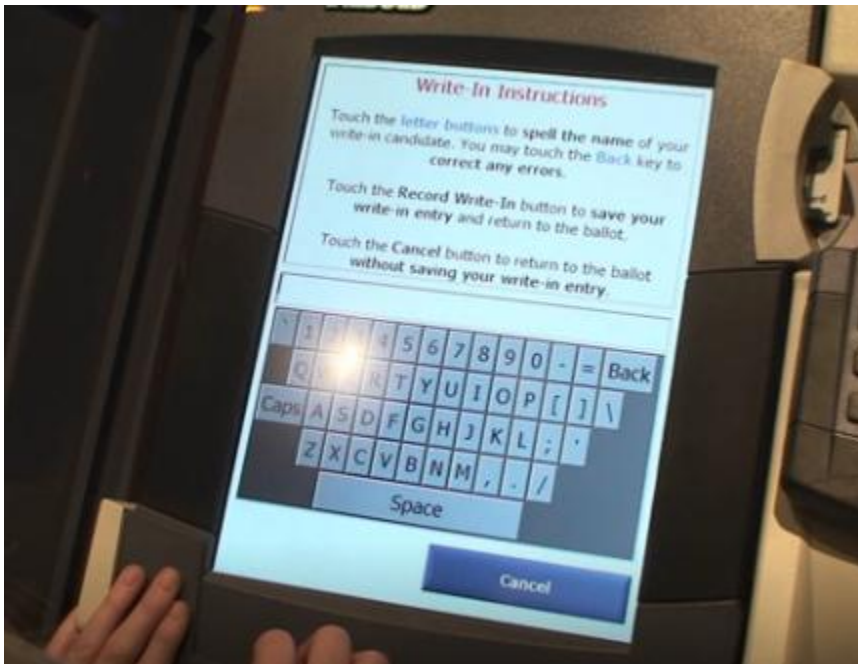 Write-In Instructions
Touch the letter buttons to spell the name of your
write-in candidate. You may touch the Back key to
correct any errors.
Touch the Record Write-In button to save your
write-in entry and return to the ballot.
Touch the Cancel button to return to the ballot
without saving your write-in entry.
` 1 4 5 6 7 8 9 0 - = Back
Q R T Y U I O P [ ] \
Caps A S D F G H J K L ; '
Z X C V B N M , . /
Space
Cancel